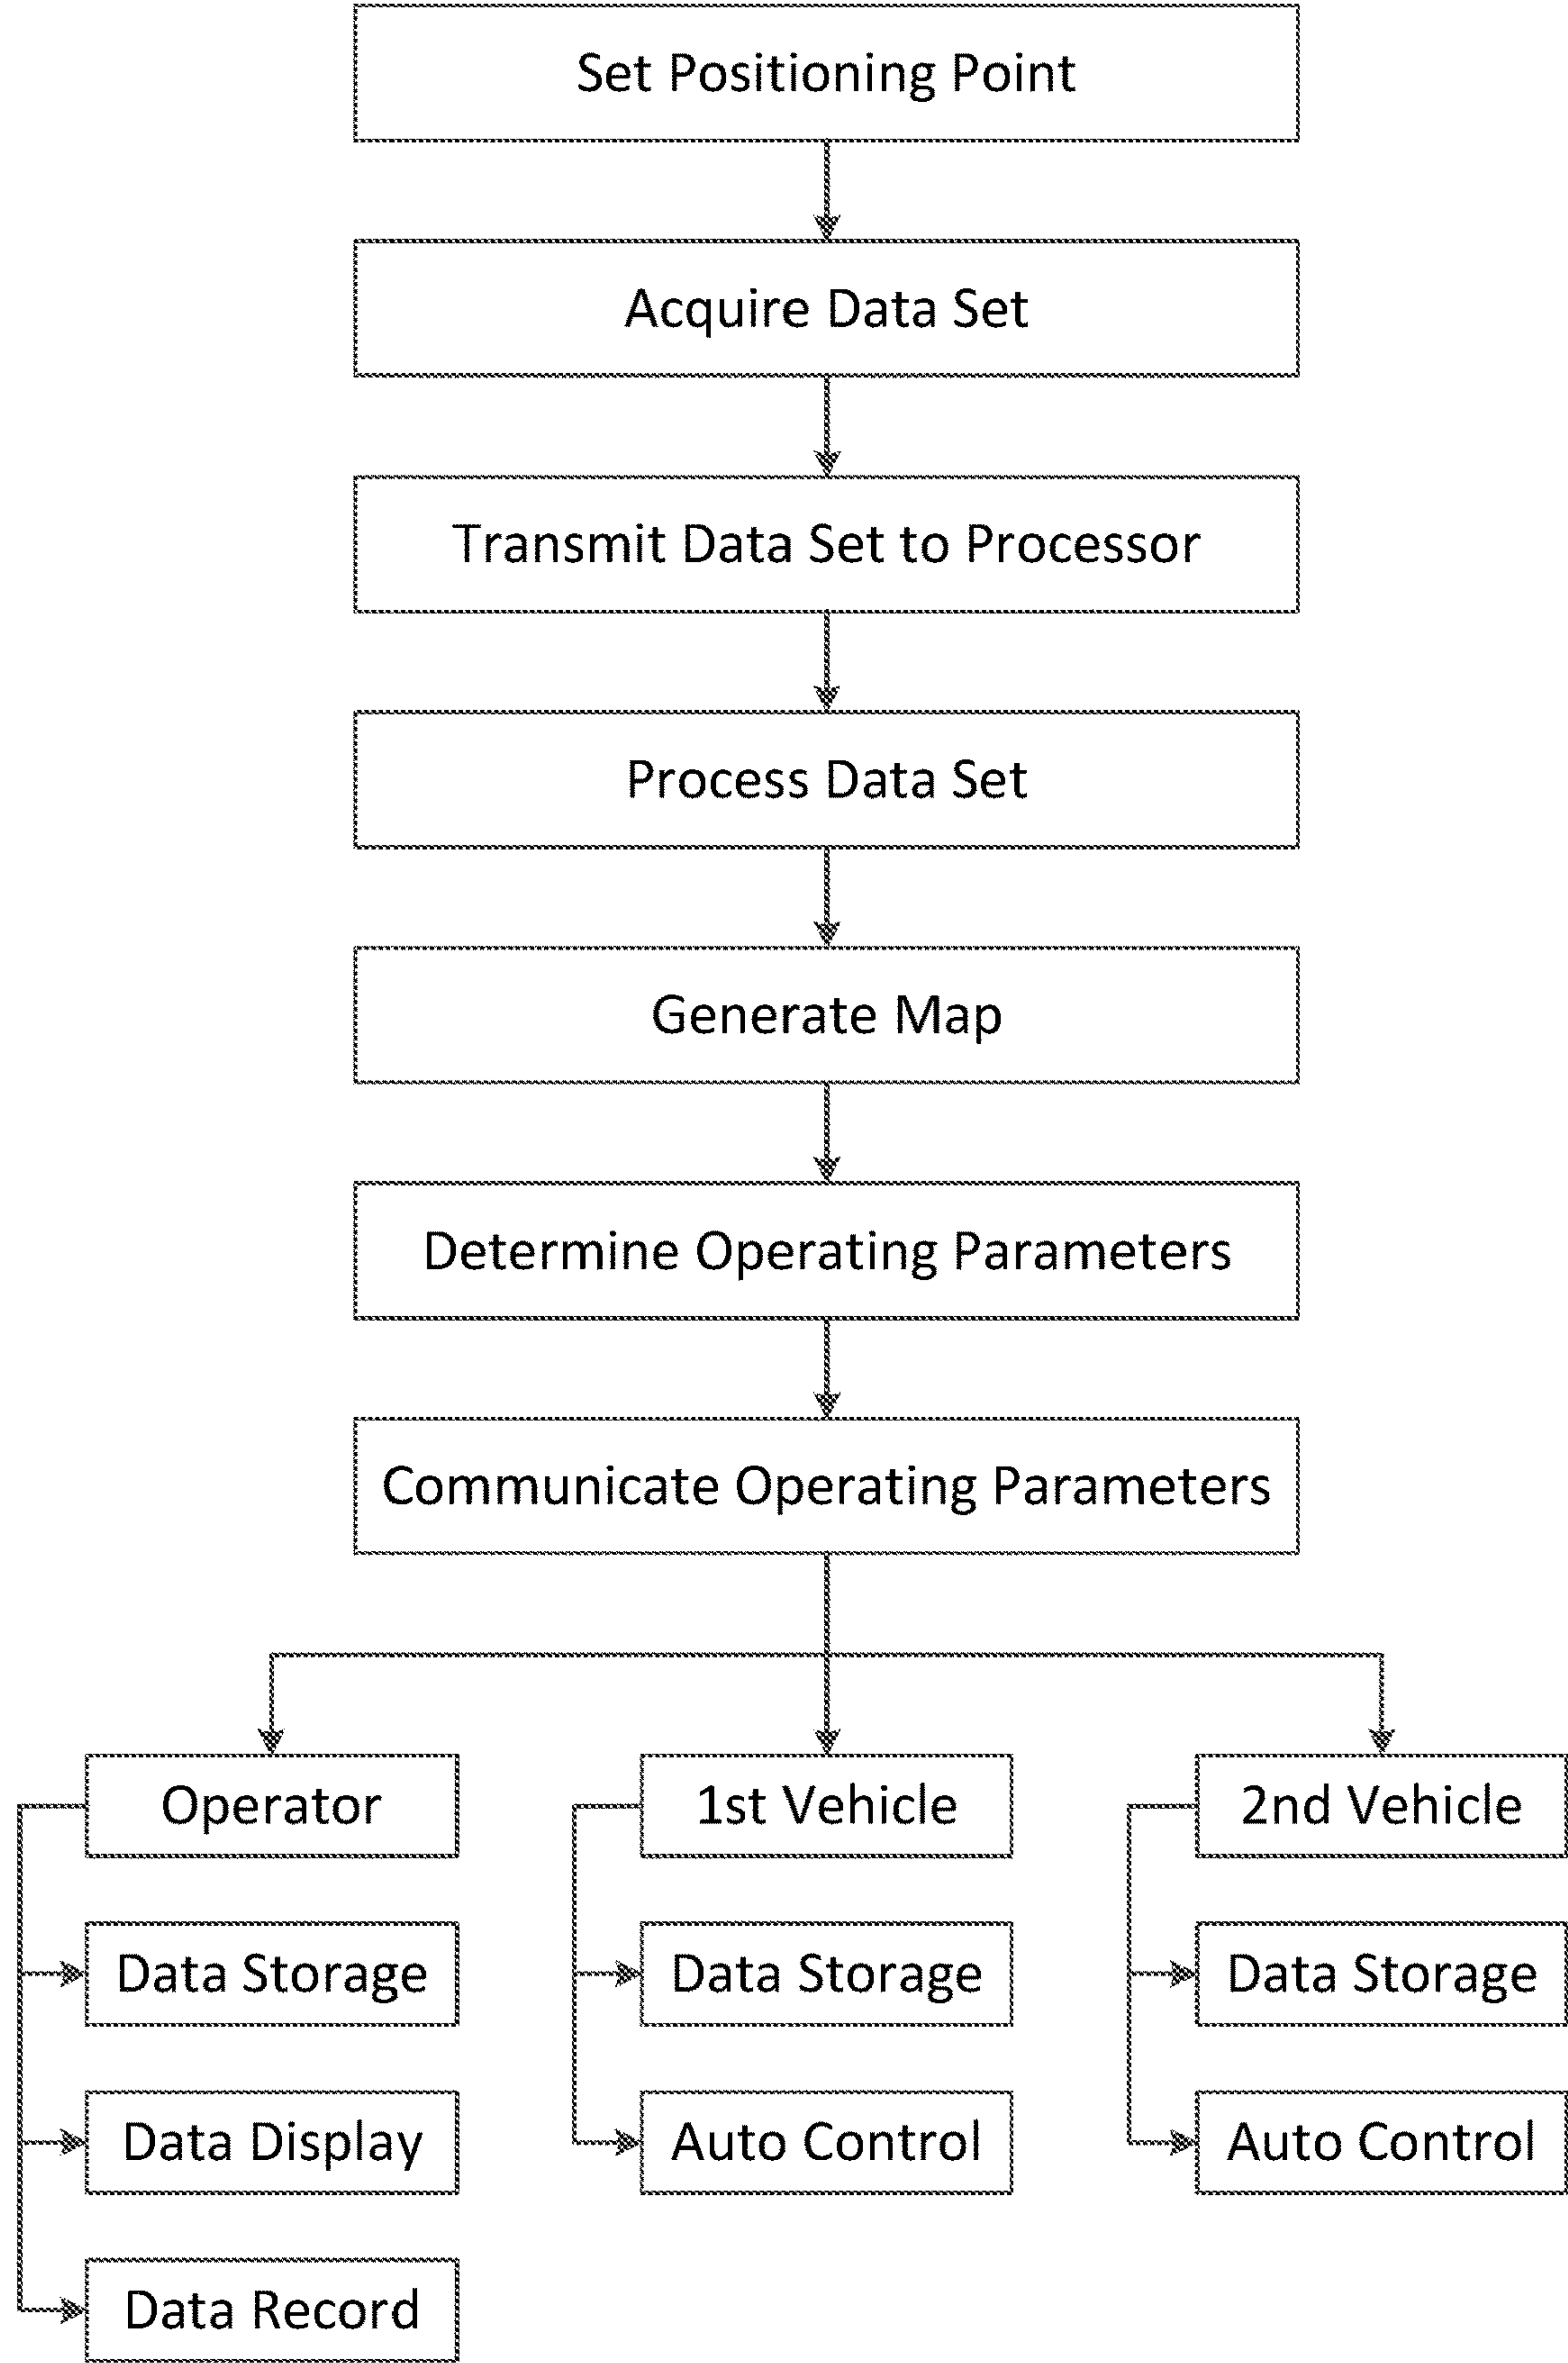 Set Positioning Point
Acquire Data Set
Transmit Data Set to Processor
Process Data Set
Generate Map
Determine Operating Parameters
Communicate Operating Parameters
Operator
1st Vehicle
2nd Vehicle
Data Storage
Data Storage
Data Storage
Data Display
Auto Control
Auto Control
Data Record